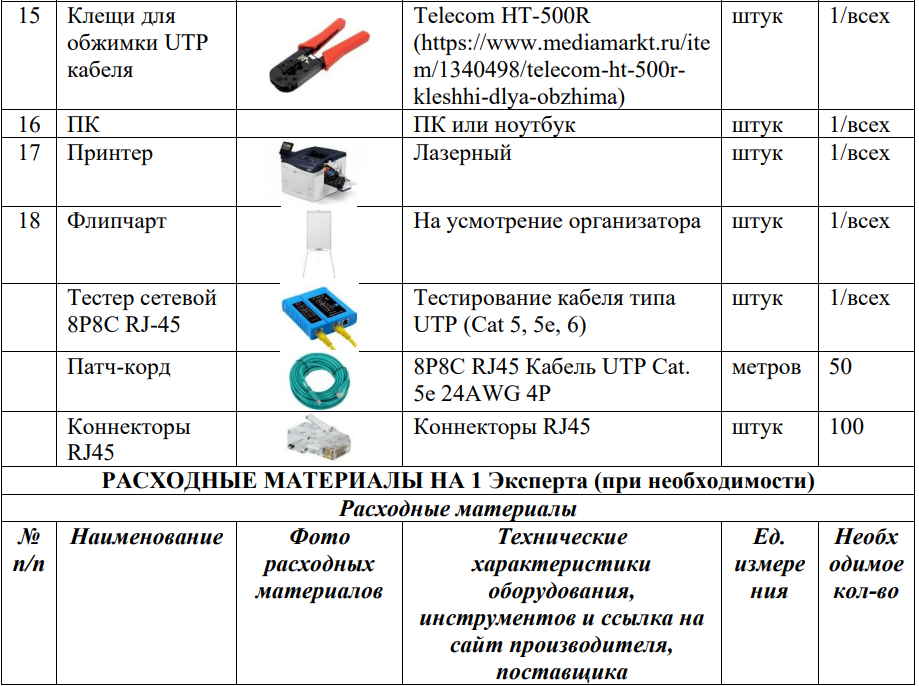 15 Клещи для обжимки UTP кабеля Telecom HT-500R (https://www.mediamarkt.ru/item/1340498/telecom-ht-500r-kleshhi-dlya-obzhima) штук 1/всех
16 ПК ПК или ноутбук штук 1/всех
17 Принтер Лазерный штук 1/всех
18 Флипчарт На усмотрение организатора штук 1/всех
Тестер сетевой 8P8C RJ-45 Тестирование кабеля типа UTP (Cat 5, 5e, 6) штук 1/всех
Патч-корд 8P8C RJ45 Кабель UTP Cat. 5e 24AWG 4P метров 50
Коннекторы RJ45 Коннекторы RJ45 штук 100
РАСХОДНЫЕ МАТЕРИАЛЫ НА 1 Эксперта (при необходимости)
Расходные материалы
№ п/п Наименование Фото расходных материалов Технические характеристики оборудования, инструментов и ссылка на сайт производителя, поставщика Ед. измерения Необходимое кол-во